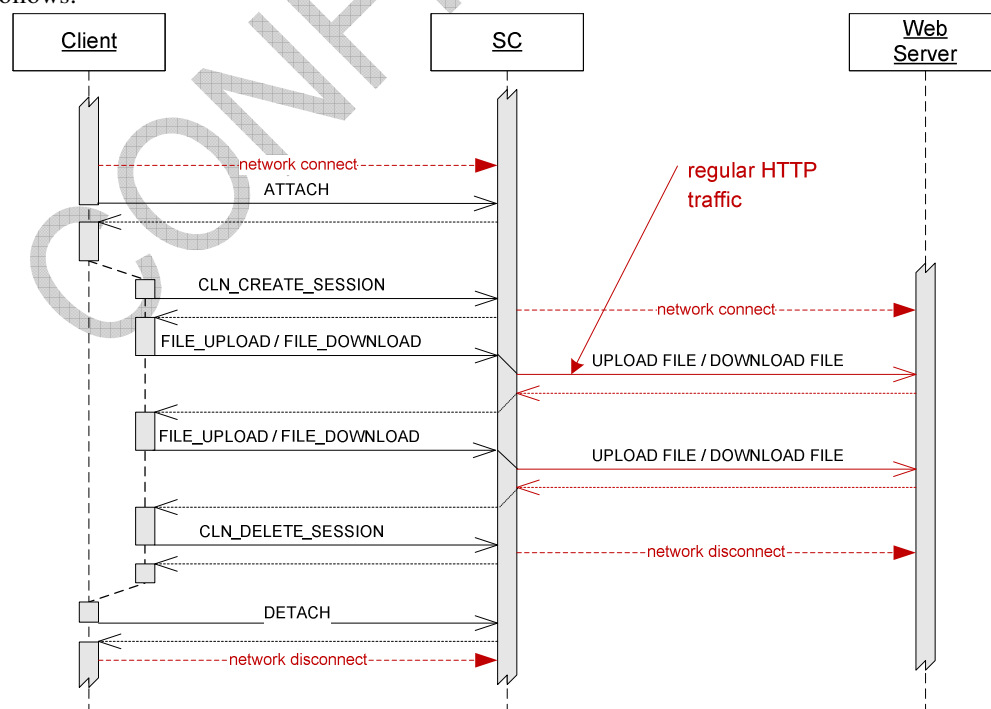 ollows:
Client
SC
Web
Server
network connect
regular HTTP
traffic
ATTACH
CLN_CREATE_SESSION
network connect
FILE_UPLOAD / FILE_DOWNLOAD
UPLOAD FILE / DOWNLOAD FILE
FILE_UPLOAD / FILE_DOWNLOAD
UPLOAD FILE / DOWNLOAD FILE
CLN_DELETE_SESSION
network disconnect
DETACH
network disconnect
CONF